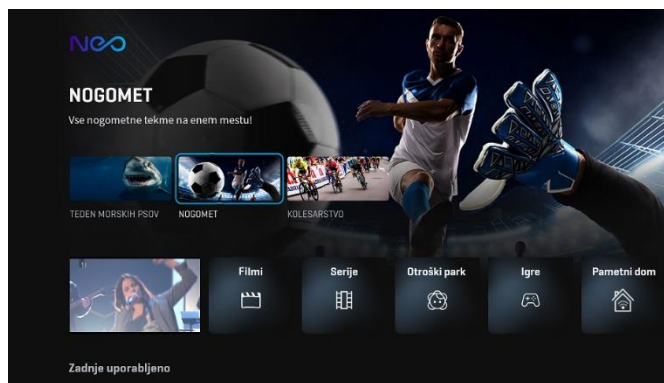 NEO
NOGOMET
Vse nogometne tekme na enem mestu!
TEDEN MORSKIH PSOV
NOGOMET
KOLESARSTVO
Filmi
Serije
Otroški park
Igre
Pametni dom
Zadnje uporabljeno